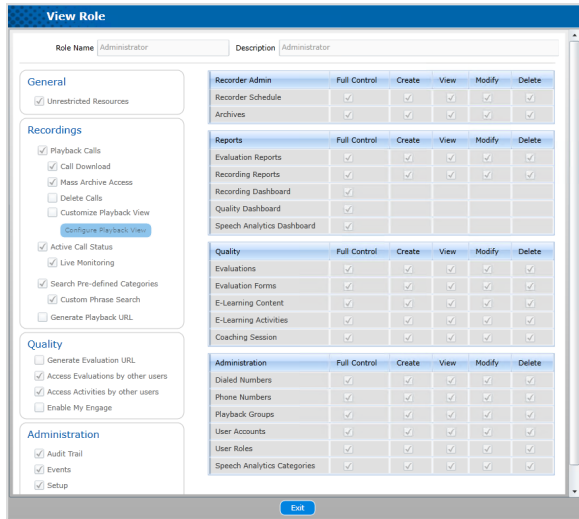 View Role
Role Name Administrator Description Administrator
General
Unrestricted Resources
Recordings
Playback Calls
Call Download
Mass Archive Access
Delete Calls
Customize Playback View
Configure Playback View
Active Call Status
Live Monitoring
Search Pre-defined Categories
Custom Phrase Search
Generate Playback URL
Quality
Generate Evaluation URL
Access Evaluations by other users
Access Activities by other users
Enable My Engage
Administration
Audit Trail
Events
Setup
Recorder Admin Full Control Create View Modify Delete
Recorder Schedule
Archives
Reports Full Control Create View Modify Delete
Evaluation Reports
Recording Reports
Recording Dashboard
Quality Dashboard
Speech Analytics Dashboard
Quality Full Control Create View Modify Delete
Evaluations
Evaluation Forms
E-Learning Content
E-Learning Activities
Coaching Session
Administration Full Control Create View Modify Delete
Dialed Numbers
Phone Numbers
Playback Groups
User Accounts
User Roles
Speech Analytics Categories
Exit